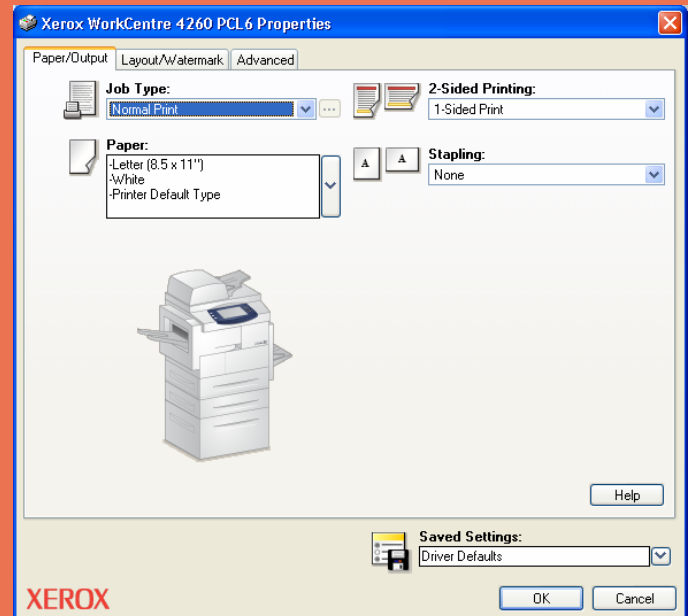 Xerox WorkCentre 4260 PCL6 Properties
Paper/Output Layout/Watermark Advanced
Job Type:
Normal Print
...
2-Sided Printing:
1-Sided Print
Paper:
-Letter (8.5 x 11")
-White
-Printer Default Type
A A
Stapling:
None
Help
Saved Settings:
Driver Defaults
XEROX
OK Cancel